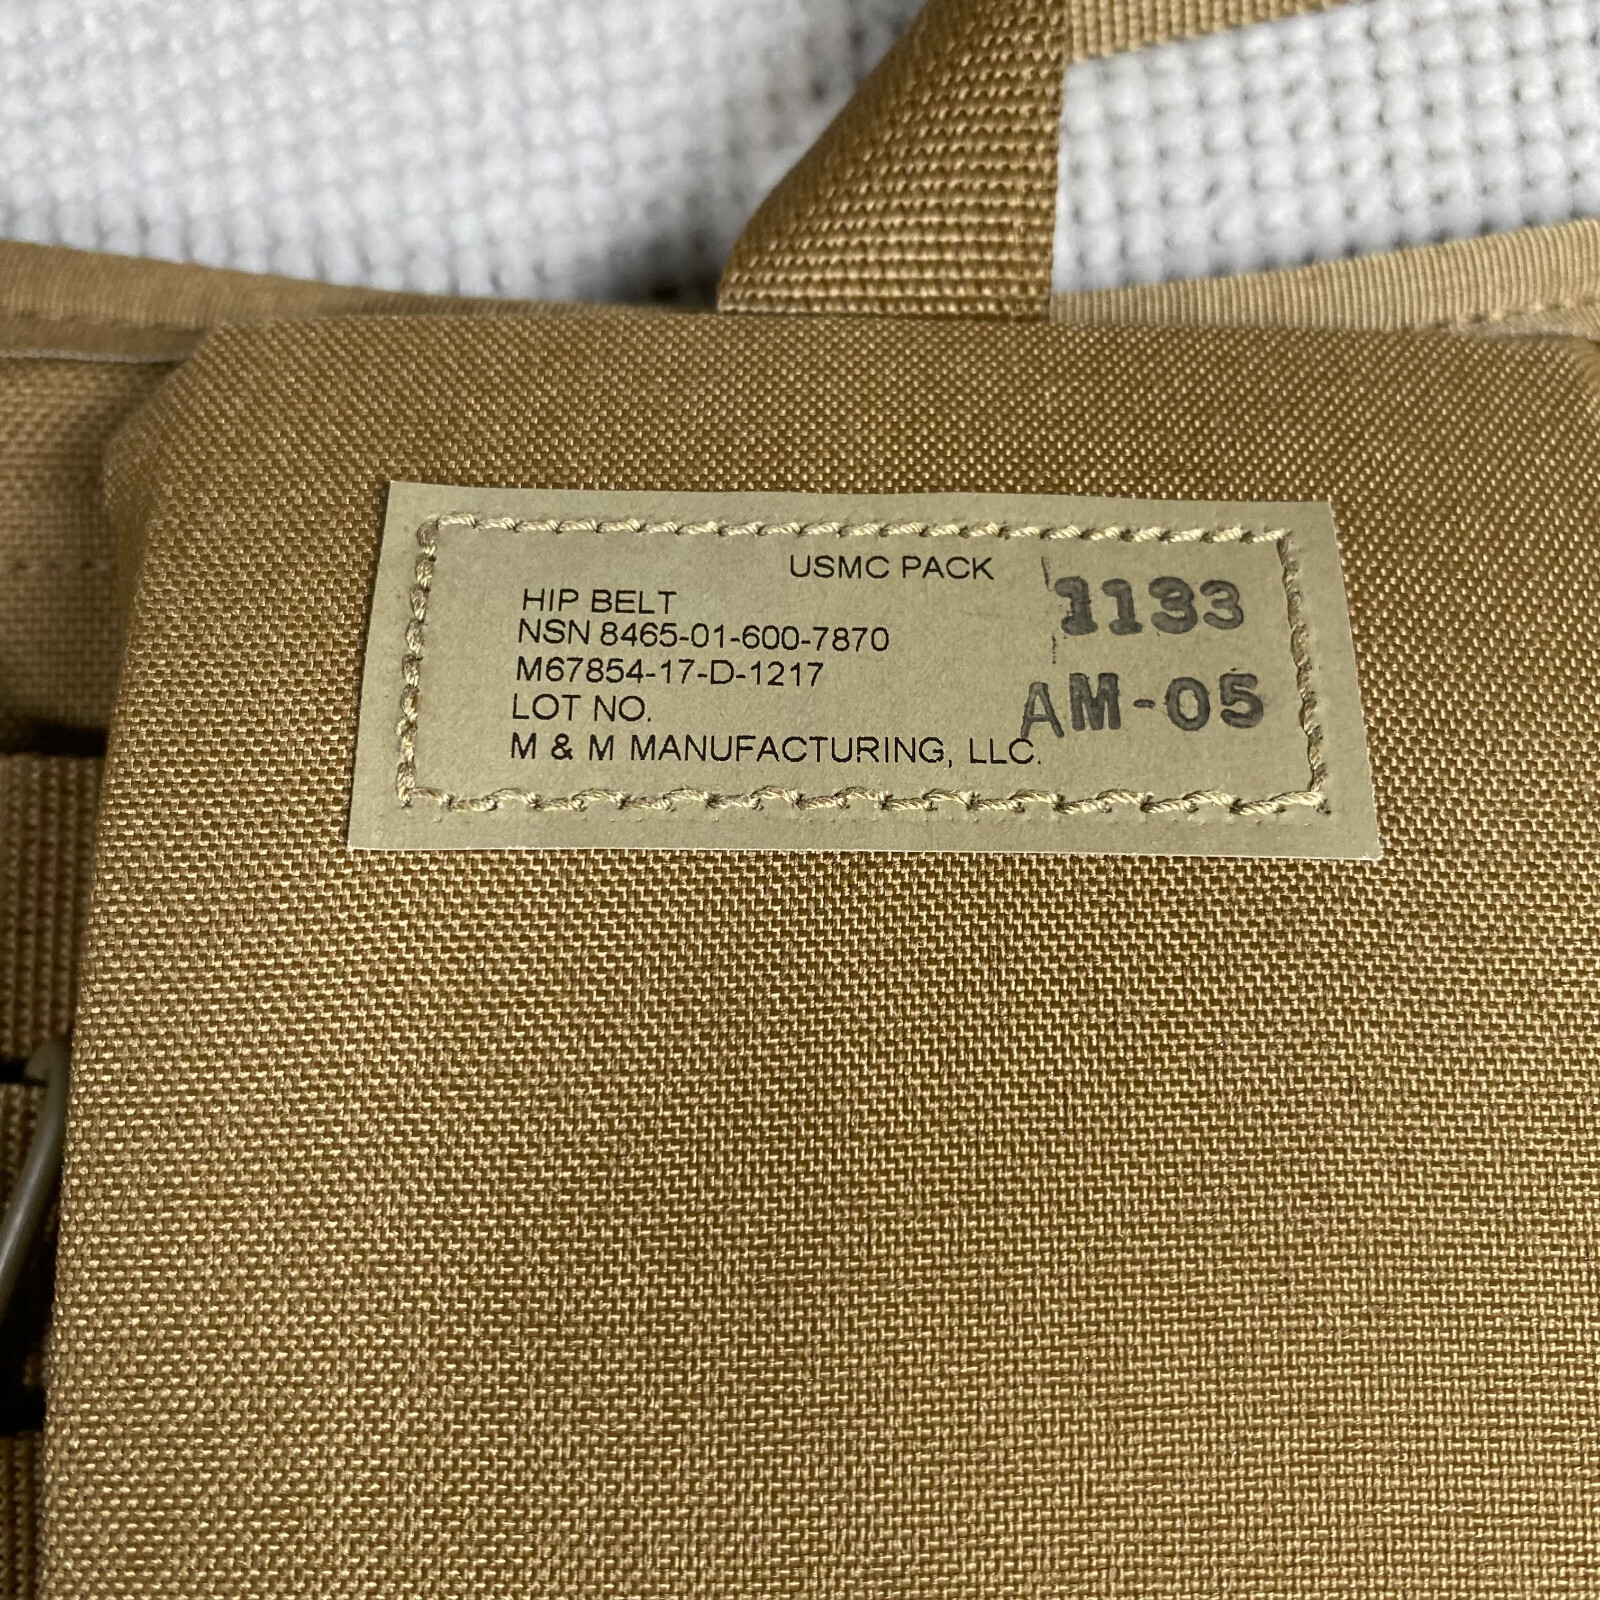 USMC PACK
HIP BELT
1133
NSN 8465-01-600-7870
M67854-17-D-1217
LOT NO.
AM-05
M & M MANUFACTURING, LLC.